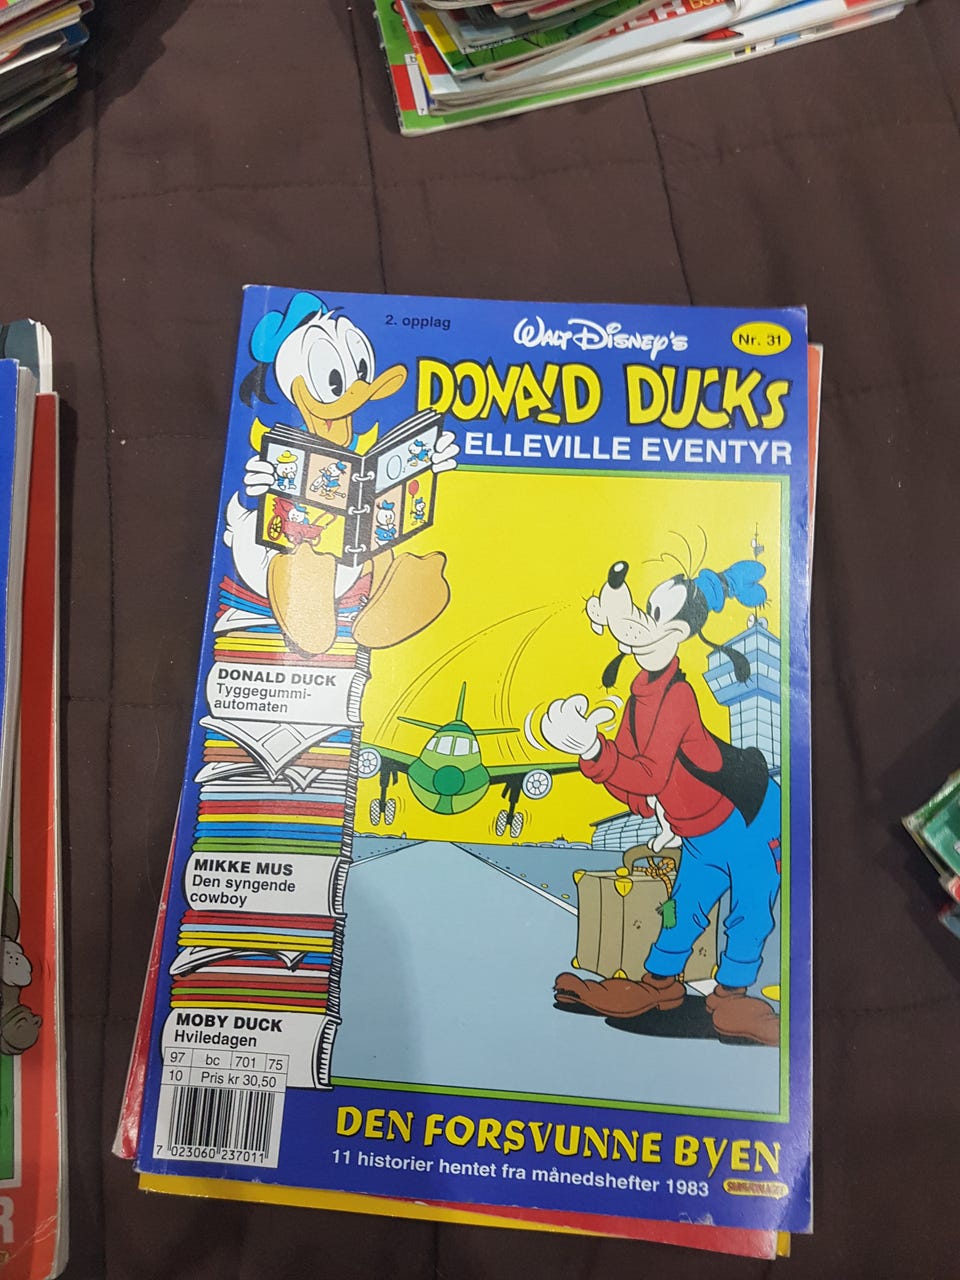 2. opplag
WALT DISNEY'S
Nr. 31
DONALD DUCKS
ELLEVILLE EVENTYR
DONALD DUCK
Tyggegummi-
automaten
MIKKE MUS
Den syngende
cowboy
MOBY DUCK
Hviledagen
97 bc 701 75
10 Pris kr 30,50
7 023060 237011
DEN FORSVUNNE BYEN
11 historier hentet fra månedshefter 1983
R